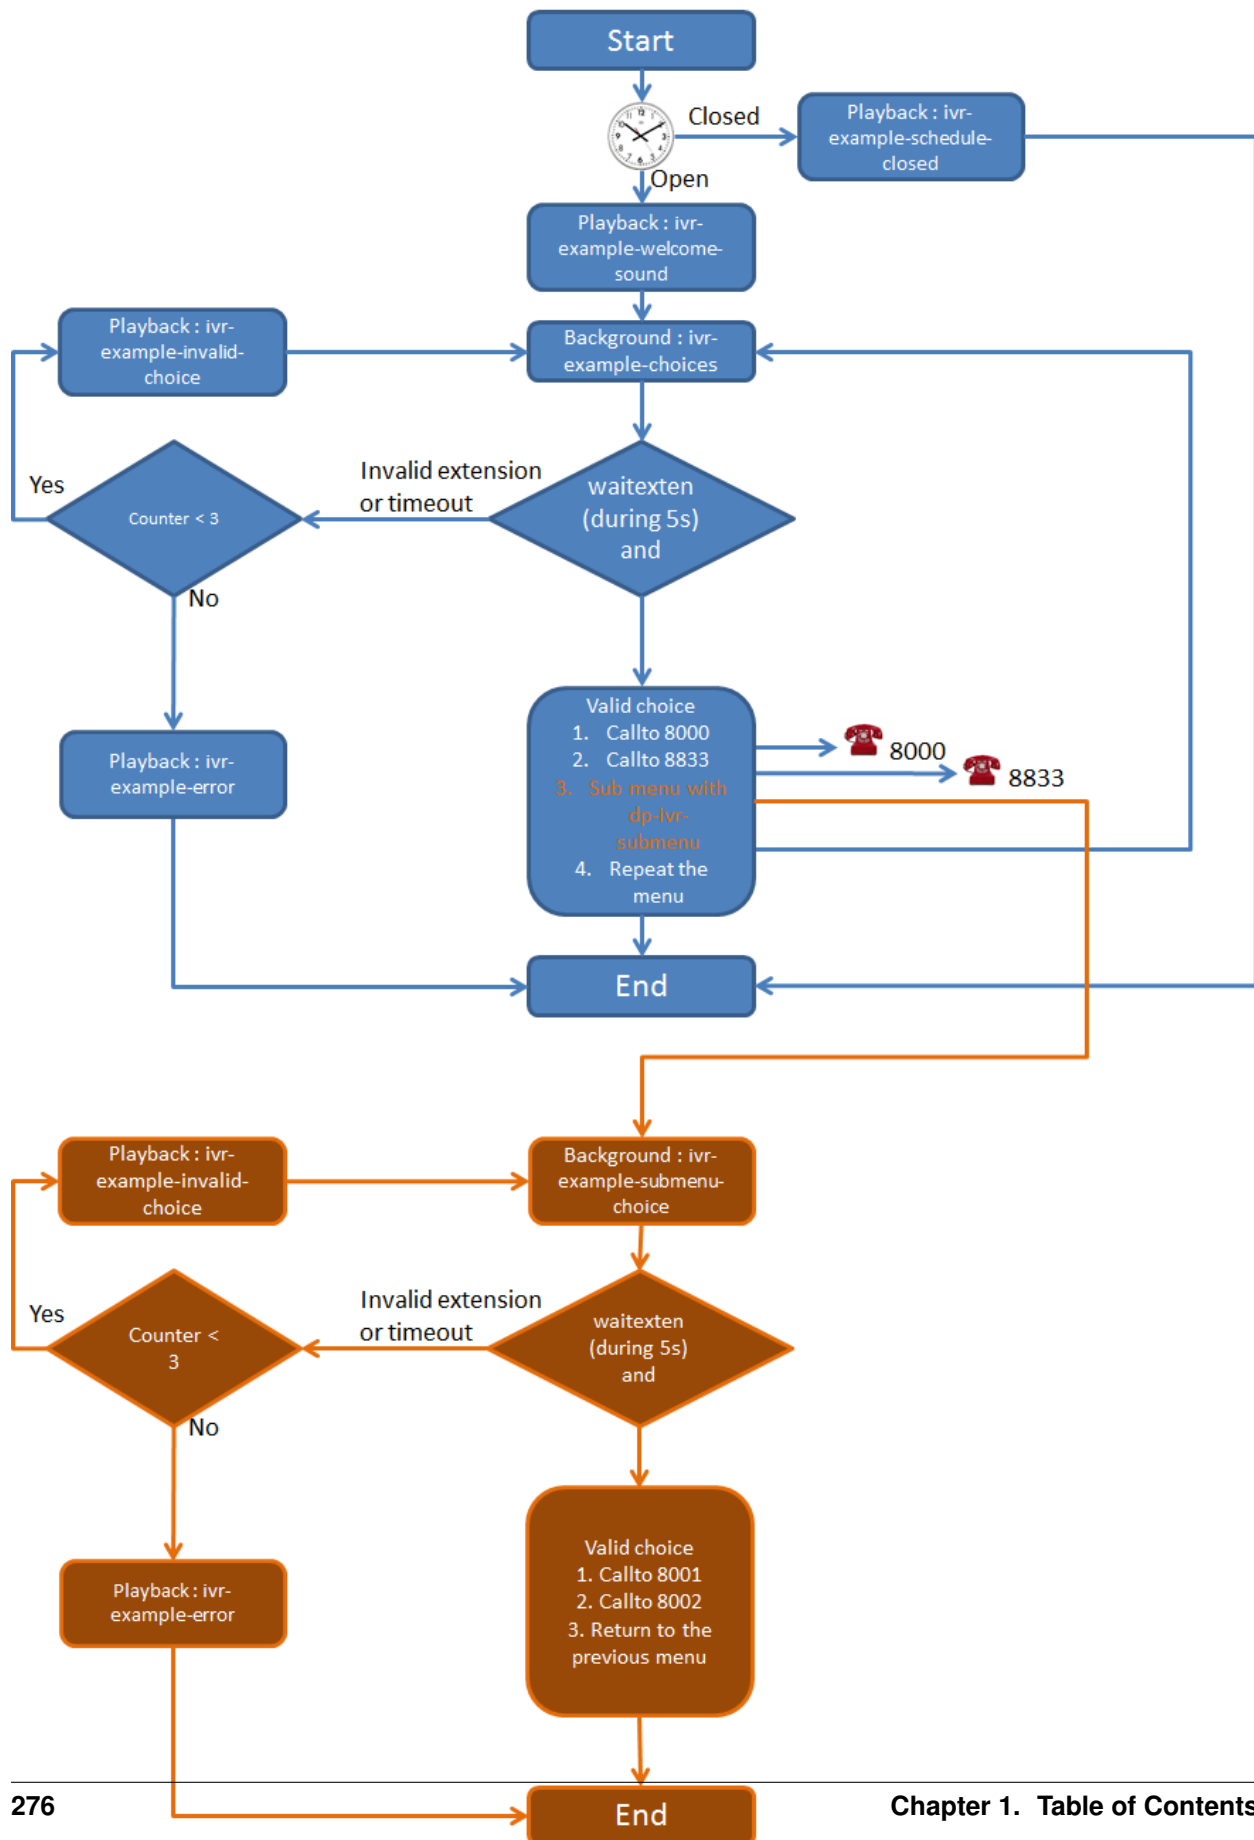 Start
Closed
Playback : ivr-
example-schedule-
closed
Open
Playback : ivr-
example-welcome-
sound
Playback : ivr-
example-invalid-
choice
Background : ivr-
example-choices
Yes
Counter < 3
Invalid extension
or timeout
waitexten
(during 5s)
and
No
Playback : ivr-
example-error
Valid choice
1. Callto 8000
2. Callto 8833
3. Sub menu with
dp-Ivr-
submenu
4. Repeat the
menu
8000
8833
End
Playback : ivr-
example-invalid-
choice
Background : ivr-
example-submenu-
choice
Yes
Counter <
3
Invalid extension
or timeout
waitexten
(during 5s)
and
No
Playback : ivr-
example-error
Valid choice
1. Callto 8001
2. Callto 8002
3. Return to the
previous menu
End
276
Chapter 1. Table of Contents